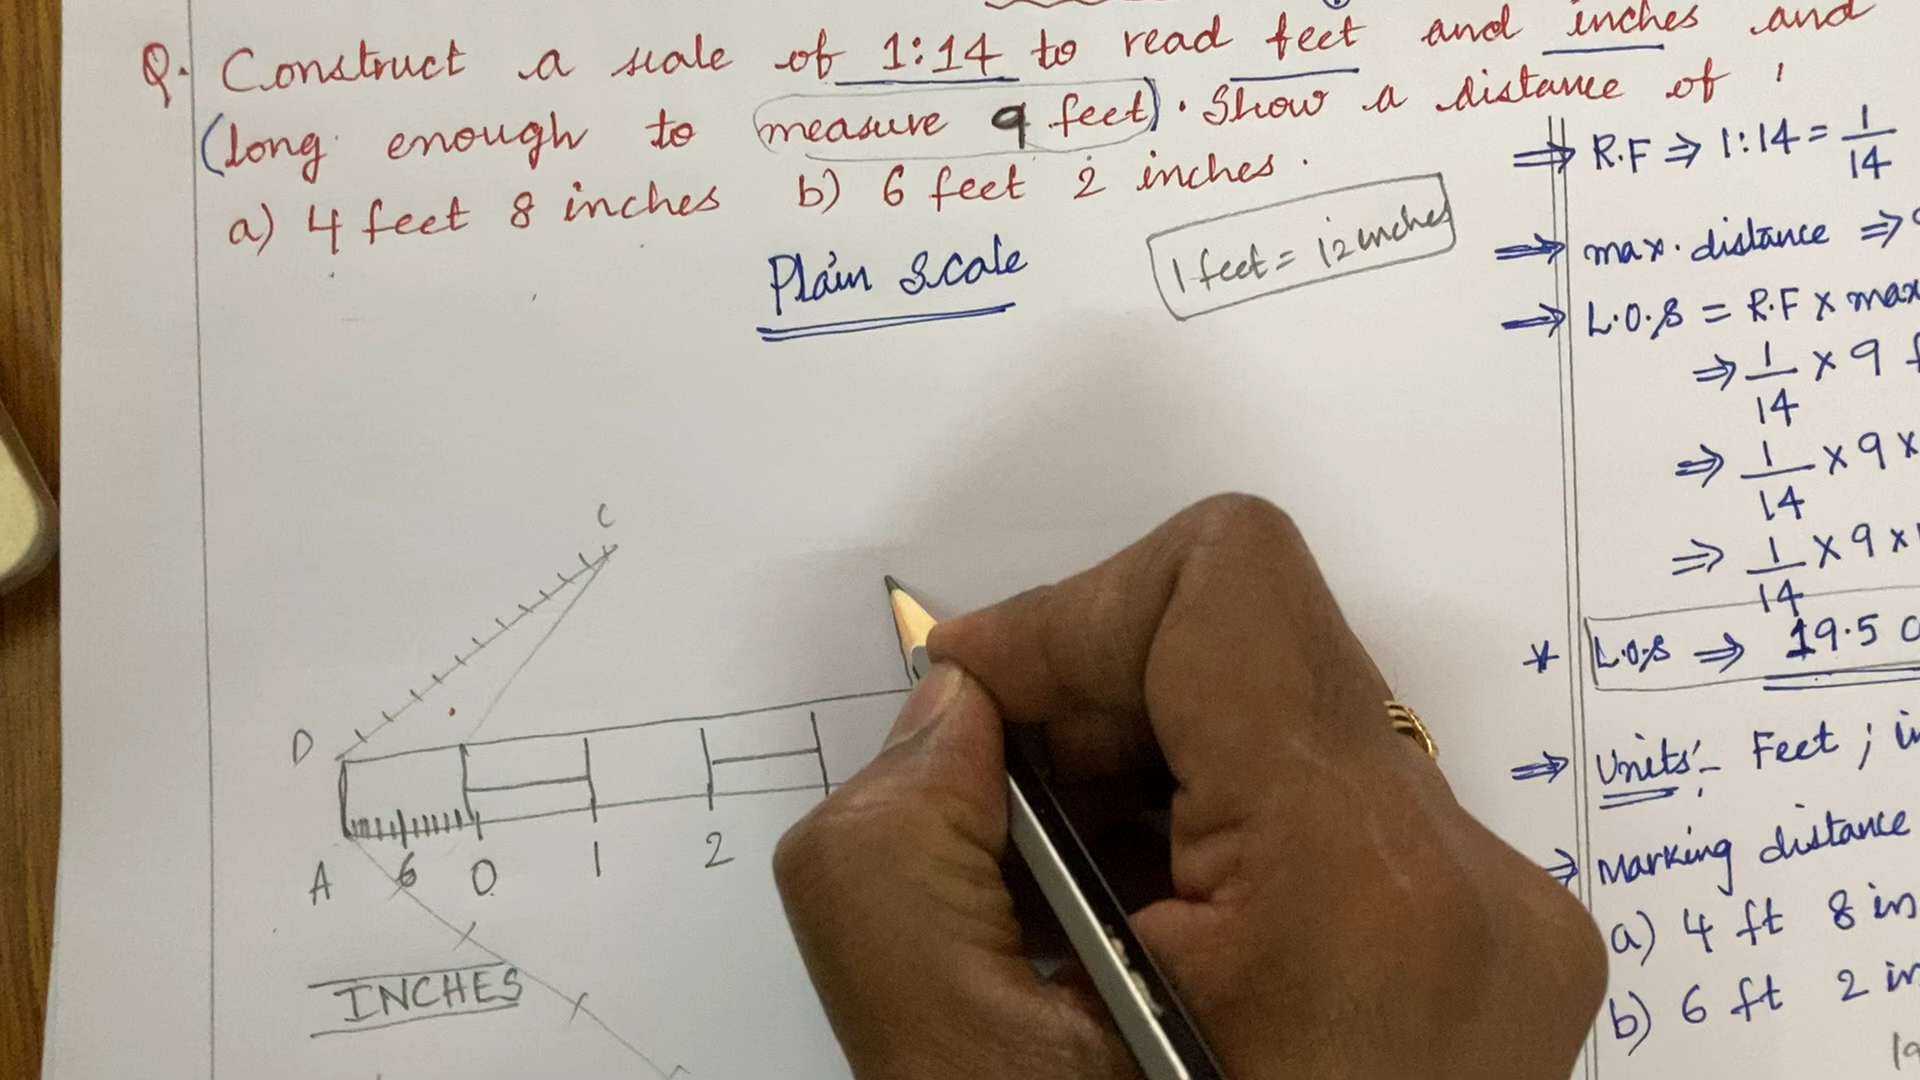 Q. Construct a scale of 1:14 to read feet and inches and
(long enough to measure 9 feet). Show a distance of
a) 4 feet 8 inches b) 6 feet 2 inches.
Plain Scale
1 feet = 12 inches
⇒ R.F ⇒ 1:14 = 1/14
⇒ max. distance ⇒
⇒ L.O.S = R.F x max
⇒ 1/14 x 9
⇒ 1/14 x 9 x
⇒ 1/14 x 9 x
* L.O.S ⇒ 19.5
⇒ Units:- Feet ; in
⇒ Marking distance
a) 4 ft 8 in
b) 6 ft 2 in
C
D
A 6 0 1 2
INCHES